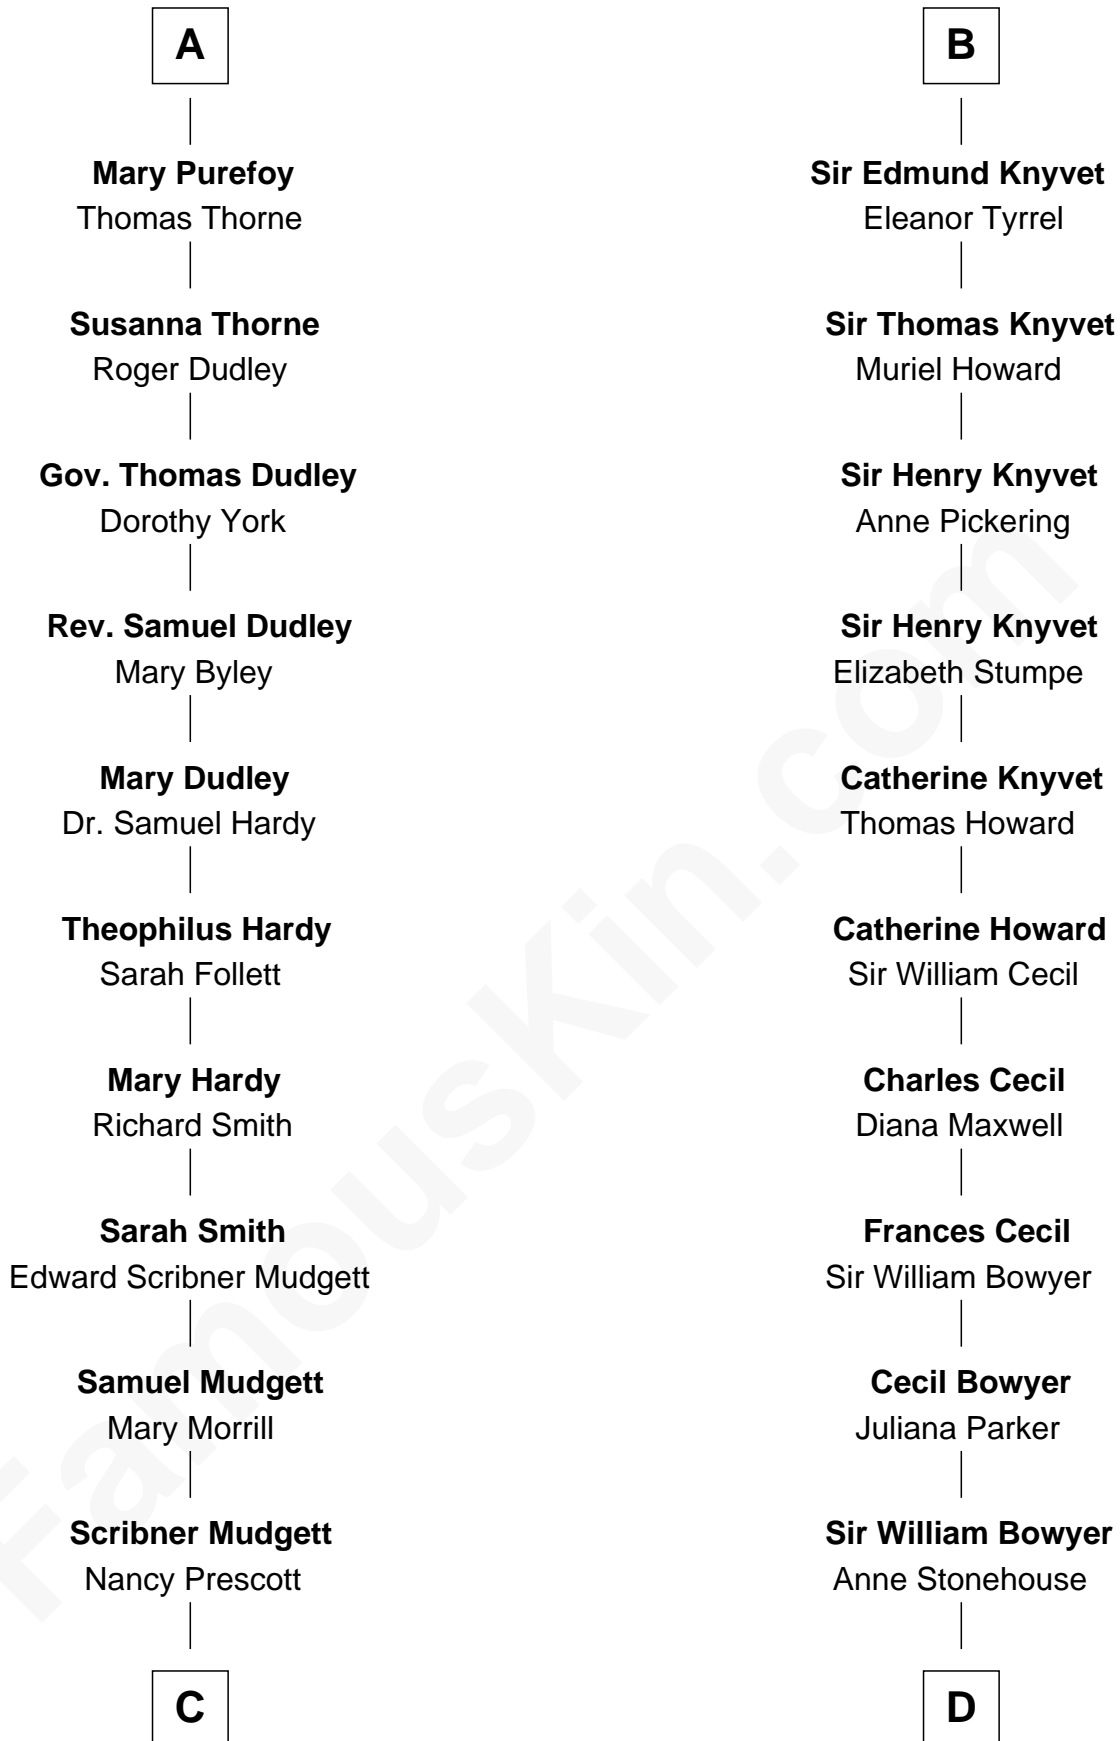 A
Mary Purefoy
Thomas Thorne
Susanna Thorne
Roger Dudley
Gov. Thomas Dudley
Dorothy York
Rev. Samuel Dudley
Mary Byley
Mary Dudley
Dr. Samuel Hardy
Theophilus Hardy
Sarah Follett
Mary Hardy
Richard Smith
Sarah Smith
Edward Scribner Mudgett
Samuel Mudgett
Mary Morrill
Scribner Mudgett
Nancy Prescott
C
B
Sir Edmund Knyvet
Eleanor Tyrrel
Sir Thomas Knyvet
Muriel Howard
Sir Henry Knyvet
Anne Pickering
Sir Henry Knyvet
Elizabeth Stumpe
Catherine Knyvet
Thomas Howard
Catherine Howard
Sir William Cecil
Charles Cecil
Diana Maxwell
Frances Cecil
Sir William Bowyer
Cecil Bowyer
Juliana Parker
Sir William Bowyer
Anne Stonehouse
D
FamousKin.com